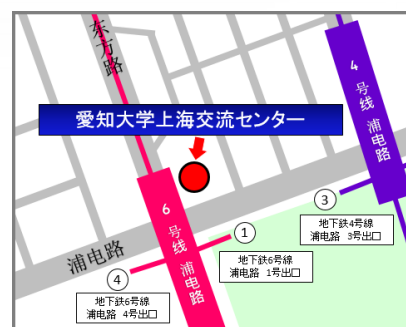 东方路
4号线 浦电路
愛知大学上海交流センター
6号线 浦电路
浦电路
③
地下鉄4号線
浦电路 3号出口
①
地下鉄6号線
浦电路 1号出口
④
地下鉄6号線
浦电路 4号出口